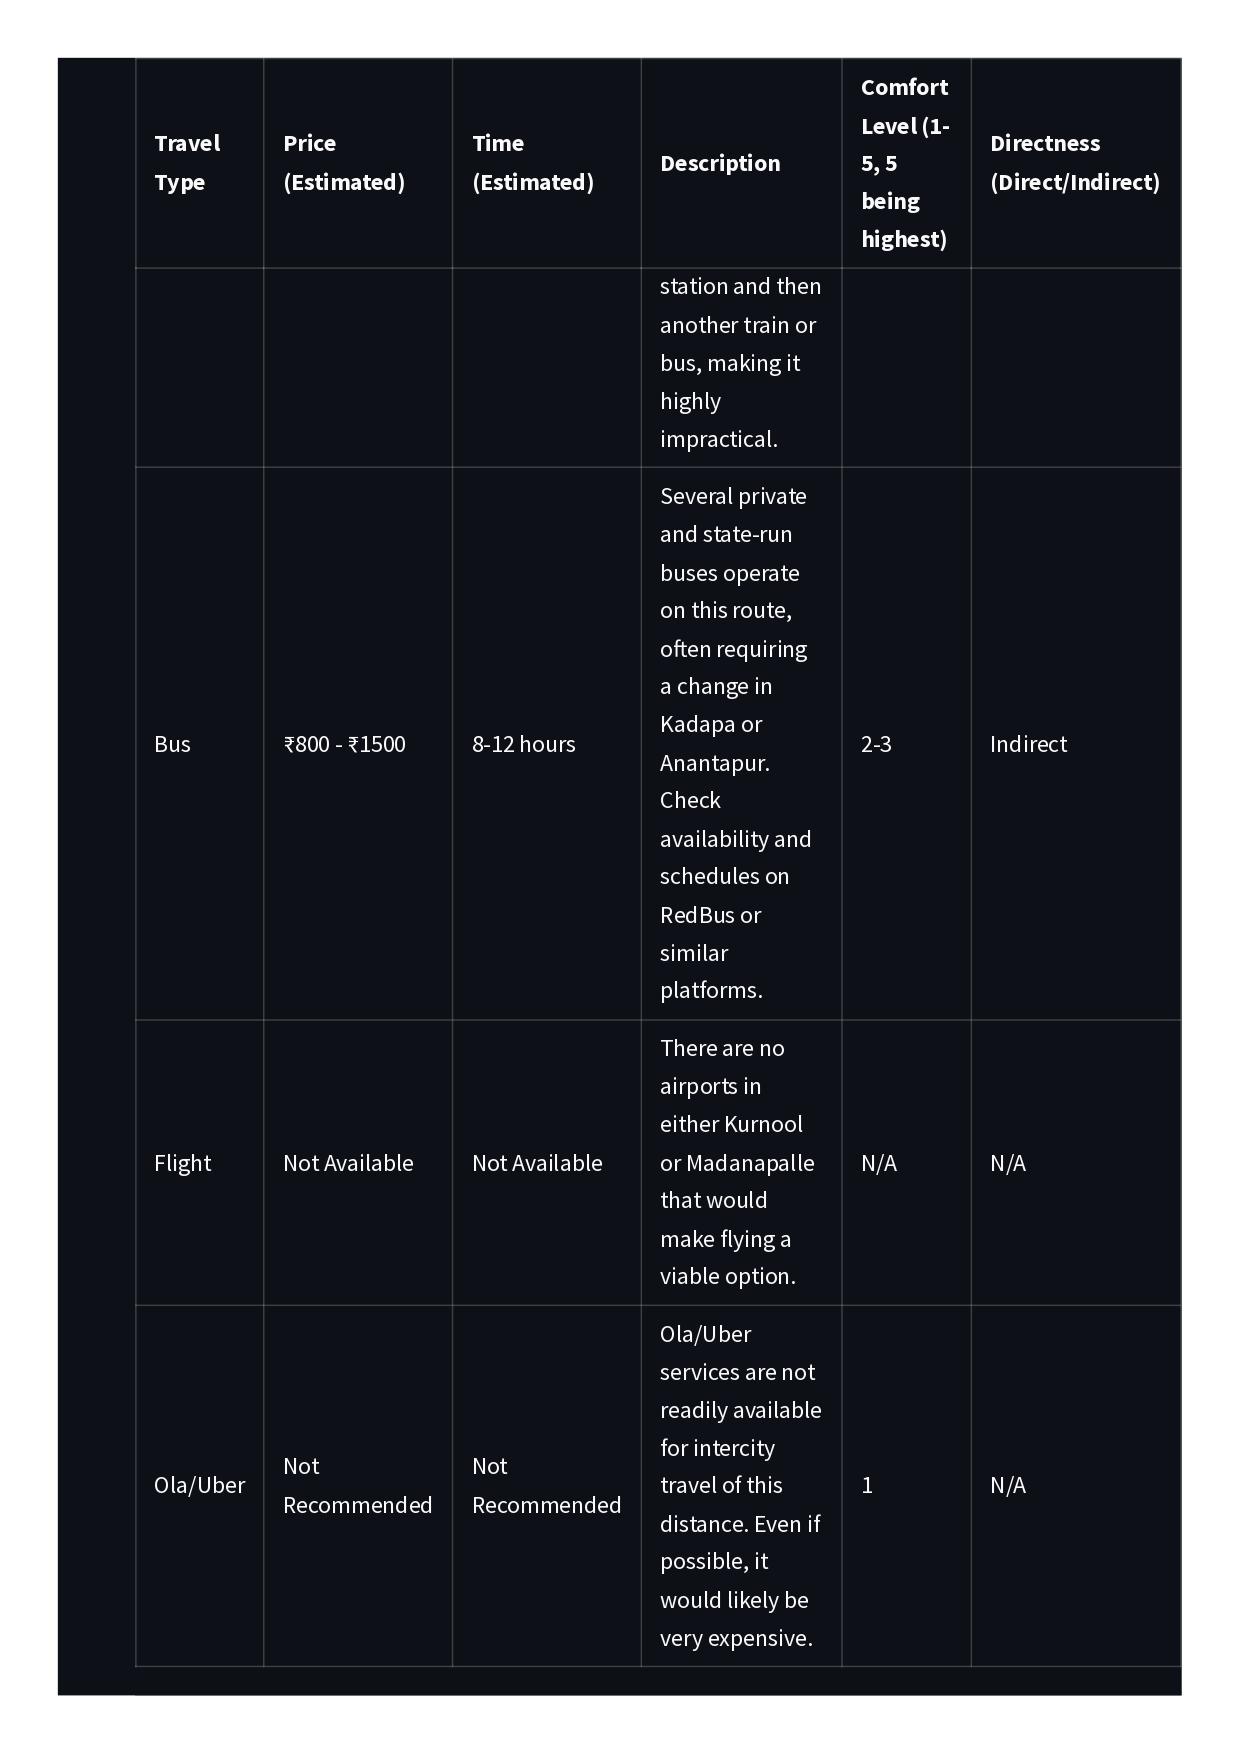 Travel
Type
Price
(Estimated)
Time
(Estimated)
Description
Comfort
Level (1-
5, 5
being
highest)
Directness
(Direct/Indirect)
station and then
another train or
bus, making it
highly
impractical.
Bus
₹800 - ₹1500
8-12 hours
Several private
and state-run
buses operate
on this route,
often requiring
a change in
Kadapa or
Anantapur.
Check
availability and
schedules on
RedBus or
similar
platforms.
2-3
Indirect
Flight
Not Available
Not Available
There are no
airports in
either Kurnool
or Madanapalle
that would
make flying a
viable option.
N/A
N/A
Ola/Uber
Not
Recommended
Not
Recommended
Ola/Uber
services are not
readily available
for intercity
travel of this
distance. Even if
possible, it
would likely be
very expensive.
1
N/A